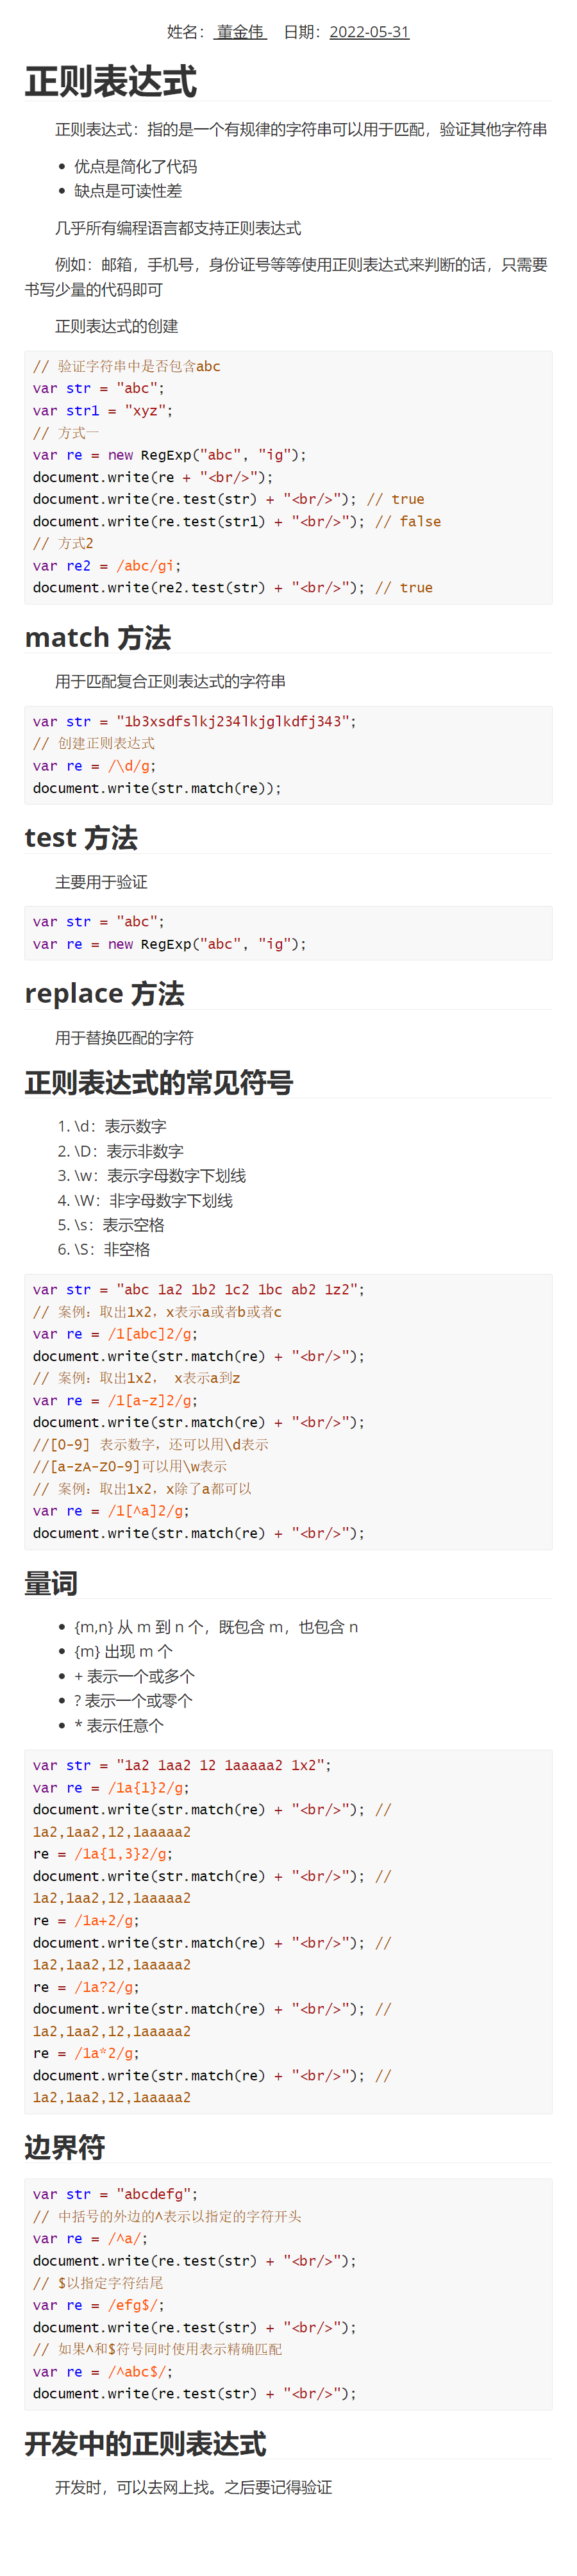 姓名： 董金伟  日期：2022-05-31
正则表达式
正则表达式：指的是一个有规律的字符串可以用于匹配，验证其他字符串
• 优点是简化了代码
• 缺点是可读性差
几乎所有编程语言都支持正则表达式
例如：邮箱，手机号，身份证号等等使用正则表达式来判断的话，只需要
书写少量的代码即可
正则表达式的创建
// 验证字符串中是否包含abc
var str = "abc";
var str1 = "xyz";
// 方式一
var re = new RegExp("abc", "ig");
document.write(re + "<br/>");
document.write(re.test(str) + "<br/>"); // true
document.write(re.test(str1) + "<br/>"); // false
// 方式2
var re2 = /abc/gi;
document.write(re2.test(str) + "<br/>"); // true
match 方法
用于匹配复合正则表达式的字符串
var str = "1b3xsdfslkj234lkjglkdfj343";
// 创建正则表达式
var re = /\d/g;
document.write(str.match(re));
test 方法
主要用于验证
var str = "abc";
var re = new RegExp("abc", "ig");
replace 方法
用于替换匹配的字符
正则表达式的常见符号
1. \d：表示数字
2. \D：表示非数字
3. \w：表示字母数字下划线
4. \W：非字母数字下划线
5. \s：表示空格
6. \S：非空格
var str = "abc 1a2 1b2 1c2 1bc ab2 1z2";
// 案例：取出1x2，x表示a或者b或者c
var re = /1[abc]2/g;
document.write(str.match(re) + "<br/>");
// 案例：取出1x2， x表示a到z
var re = /1[a-z]2/g;
document.write(str.match(re) + "<br/>");
//[0-9] 表示数字，还可以用\d表示
//[a-zA-Z0-9]可以用\w表示
// 案例：取出1x2，x除了a都可以
var re = /1[^a]2/g;
document.write(str.match(re) + "<br/>");
量词
• {m,n} 从 m 到 n 个，既包含 m，也包含 n
• {m} 出现 m 个
• + 表示一个或多个
• ? 表示一个或零个
• * 表示任意个
var str = "1a2 1aa2 12 1aaaaa2 1x2";
var re = /1a{1}2/g;
document.write(str.match(re) + "<br/>"); //
1a2,1aa2,12,1aaaaa2
re = /1a{1,3}2/g;
document.write(str.match(re) + "<br/>"); //
1a2,1aa2,12,1aaaaa2
re = /1a+2/g;
document.write(str.match(re) + "<br/>"); //
1a2,1aa2,12,1aaaaa2
re = /1a?2/g;
document.write(str.match(re) + "<br/>"); //
1a2,1aa2,12,1aaaaa2
re = /1a*2/g;
document.write(str.match(re) + "<br/>"); //
1a2,1aa2,12,1aaaaa2
边界符
var str = "abcdefg";
// 中括号的外边的^表示以指定的字符开头
var re = /^a/;
document.write(re.test(str) + "<br/>");
// $以指定字符结尾
var re = /efg$/;
document.write(re.test(str) + "<br/>");
// 如果^和$符号同时使用表示精确匹配
var re = /^abc$/;
document.write(re.test(str) + "<br/>");
开发中的正则表达式
开发时，可以去网上找。之后要记得验证